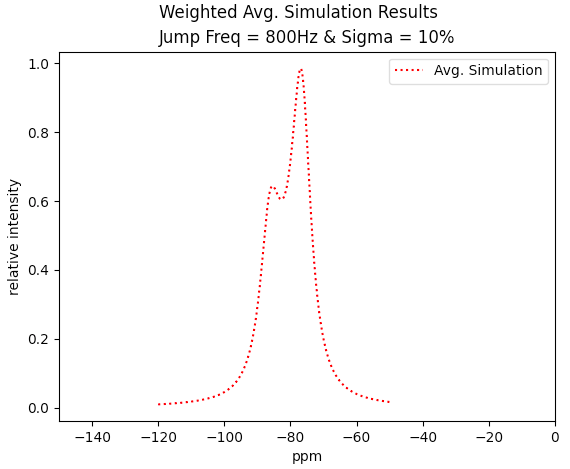 Weighted Avg. Simulation Results
Jump Freq = 800Hz & Sigma = 10%
Avg. Simulation
relative intensity
1.0
0.8
0.6
0.4
0.2
0.0
−140 −120 −100 −80 −60 −40 −20 0
ppm